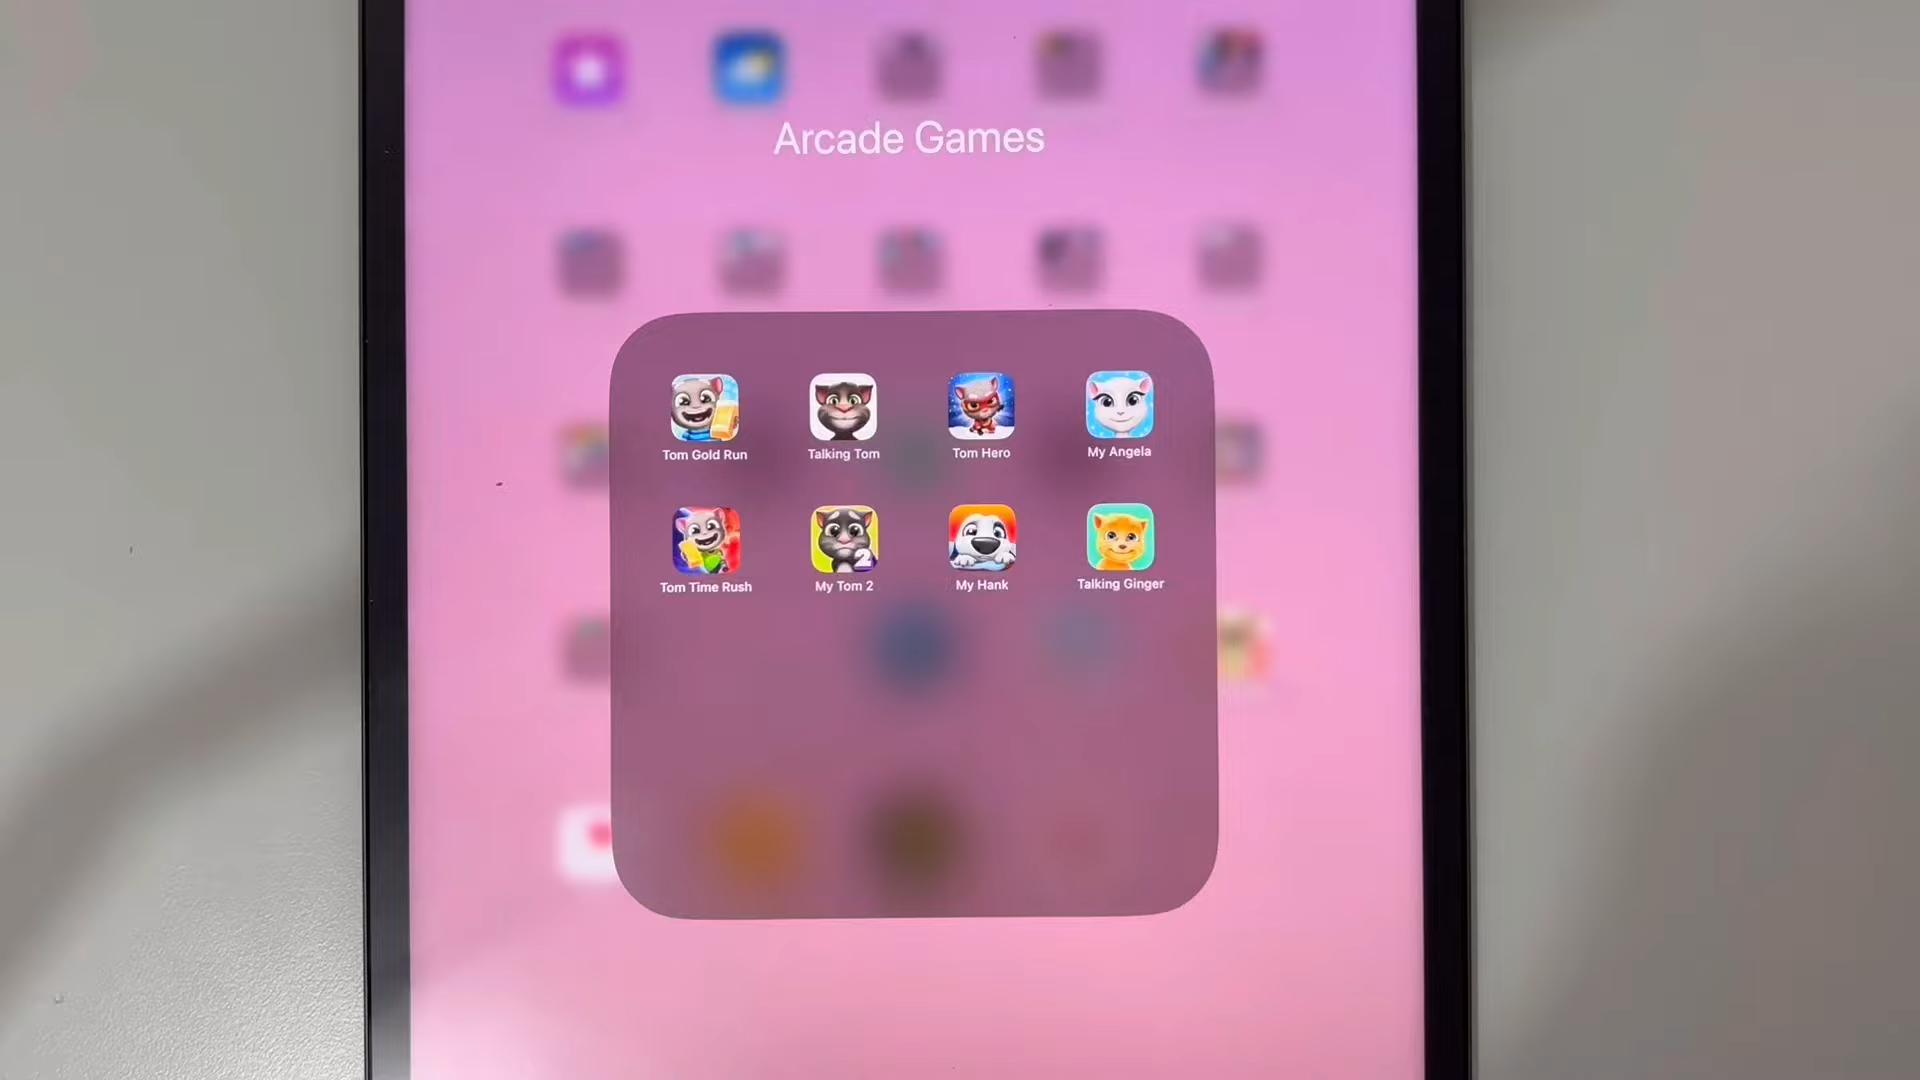 Arcade Games
Tom Gold Run
Talking Tom
Tom Hero
My Angela
Tom Time Rush
My Tom 2
My Hank
Talking Ginger
2